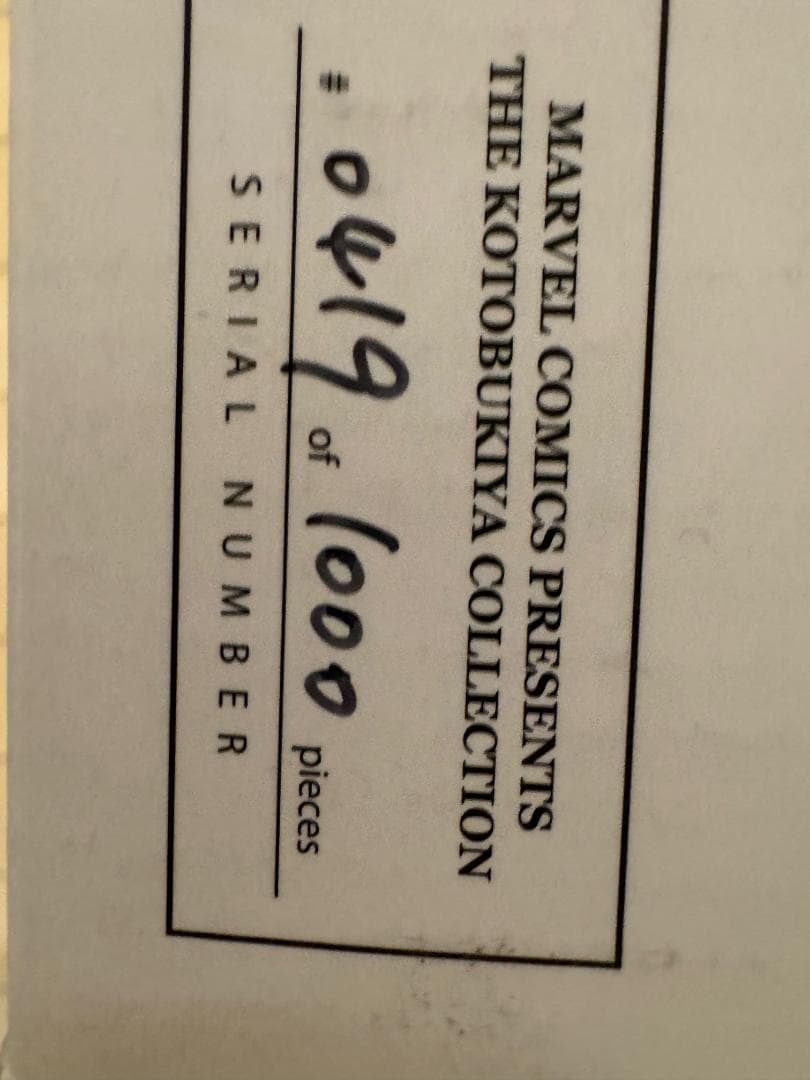 MARVEL COMICS PRESENTS
THE KOTOBUKIYA COLLECTION
# 0419 of 1000 pieces
SERIAL NUMBER